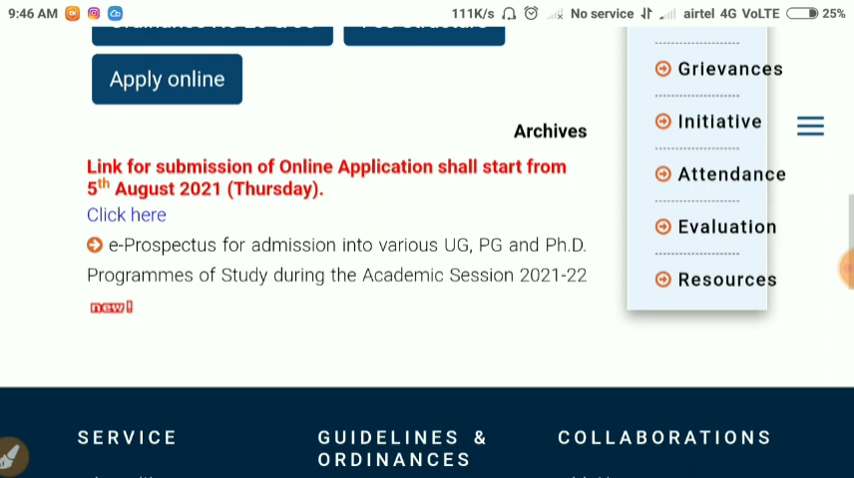 9:46 AM 111K/s No service airtel 4G VoLTE 25%
Apply online
Archives
Link for submission of Online Application shall start from
5th August 2021 (Thursday).
Click here
e-Prospectus for admission into various UG, PG and Ph.D.
Programmes of Study during the Academic Session 2021-22
new!
Grievances
Initiative
Attendance
Evaluation
Resources
SERVICE
GUIDELINES &
ORDINANCES
COLLABORATIONS